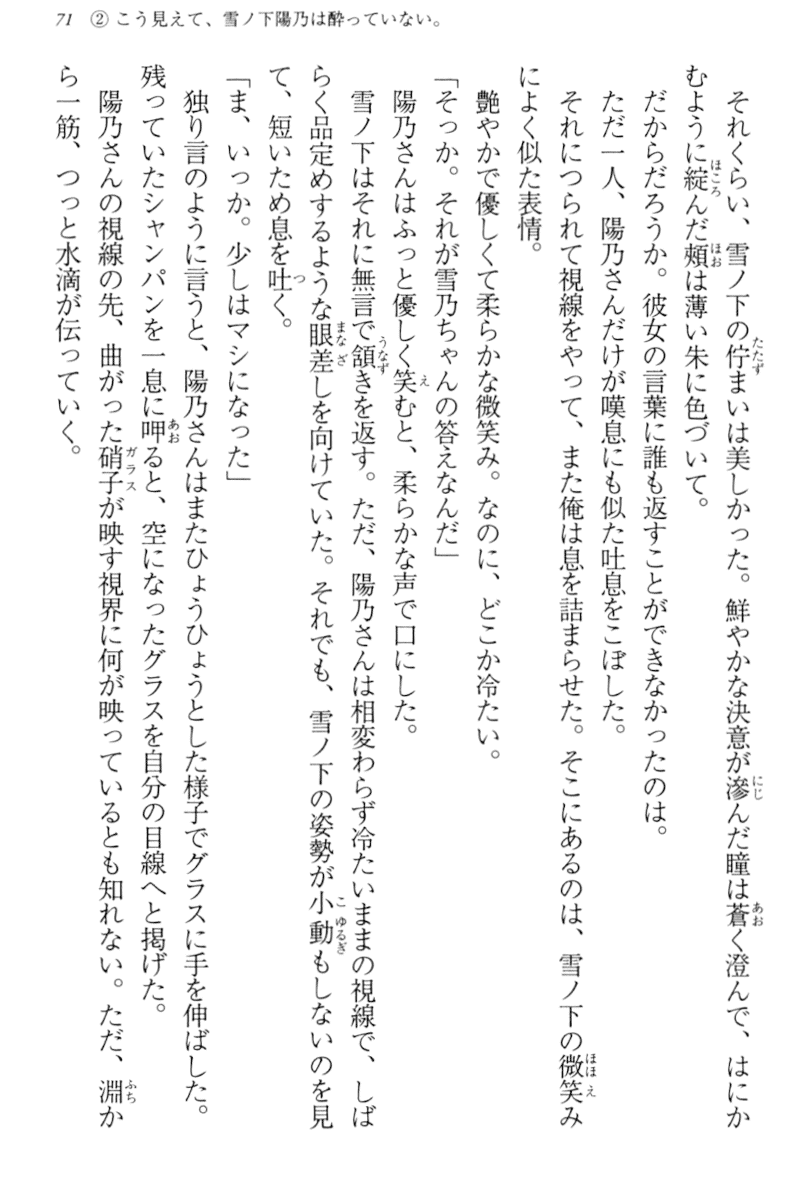 71 ② こう見えて、雪ノ下陽乃は酔っていない。
それくらい、雪ノ下の佇まいは美しかった。鮮やかな決意が滲んだ瞳は蒼く澄んで、はにか
むように綻んだ頬は薄い朱に色づいて。
だからだろうか。彼女の言葉に誰も返すことができなかったのは。
ただ一人、陽乃さんだけが嘆息にも似た吐息をこぼした。
それにつられて視線をやって、また俺は息を詰まらせた。そこにあるのは、雪ノ下の微笑み
によく似た表情。
艶やかで優しくて柔らかな微笑み。なのに、どこか冷たい。
「そっか。それが雪乃ちゃんの答えなんだ」
陽乃さんはふっと優しく笑むと、柔らかな声で口にした。
雪ノ下はそれに無言で頷きを返す。ただ、陽乃さんは相変わらず冷たいままの視線で、しば
らく品定めするような眼差しを向けていた。それでも、雪ノ下の姿勢が小動もしないのを見
て、短いため息を吐く。
「ま、いっか。少しはマシになった」
独り言のように言うと、陽乃さんはまたひょうひょうとした様子でグラスに手を伸ばした。
残っていたシャンパンを一息に呷ると、空になったグラスを自分の目線へと掲げた。
陽乃さんの視線の先、曲がった硝子が映す視界に何が映っているとも知れない。ただ、淵か
ら一筋、つっと水滴が伝っていく。